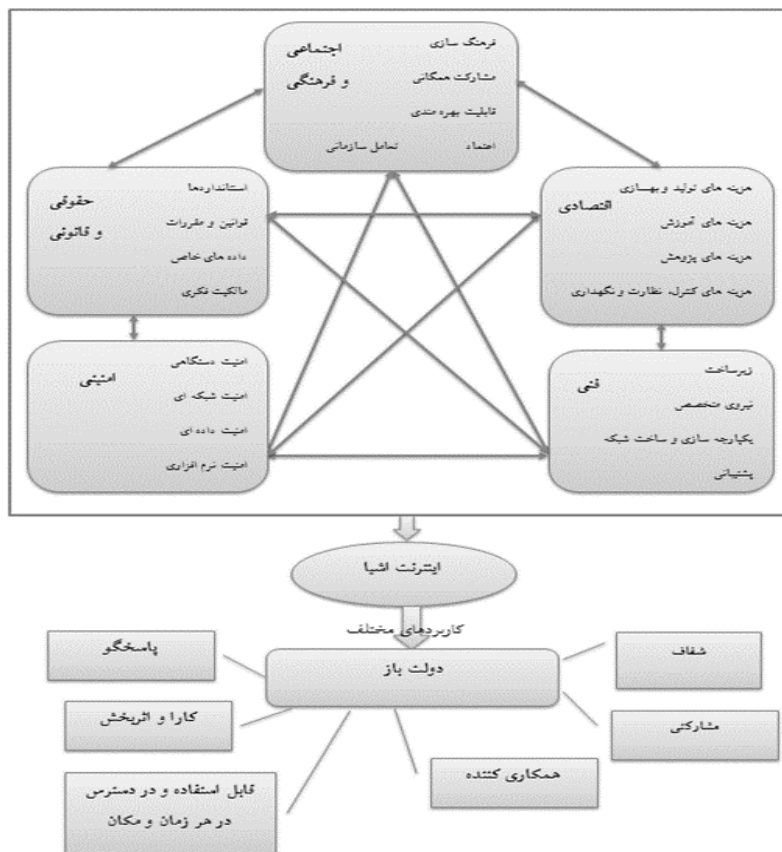 اجتماعی
و فرهنگی
فرهنگ سازی
مشارکت همگانی
قابلیت بهره مندی
اعتماد
تعامل سازمانی
اقتصادی
هزینه های تولید و بهسازی
هزینه های آموزش
هزینه های پژوهش
هزینه های کنترل، نظارت و نگهداری
حقوقی
و قانونی
استانداردها
قوانین و مقررات
داده های خاص
مالکیت فکری
فنی
زیرساخت
نیروی متخصص
یکپارچه سازی و ساخت شبکه
پشتیبانی
امنیتی
امنیت دستگاهی
امنیت شبکه ای
امنیت داده ای
امنیت نرم افزاری
اینترنت اشیا
کاربردهای مختلف
دولت باز
شفاف
مشارکتی
همکاری کننده
پاسخگو
کارا و اثربخش
قابل استفاده و در دسترس
در هر زمان و مکان